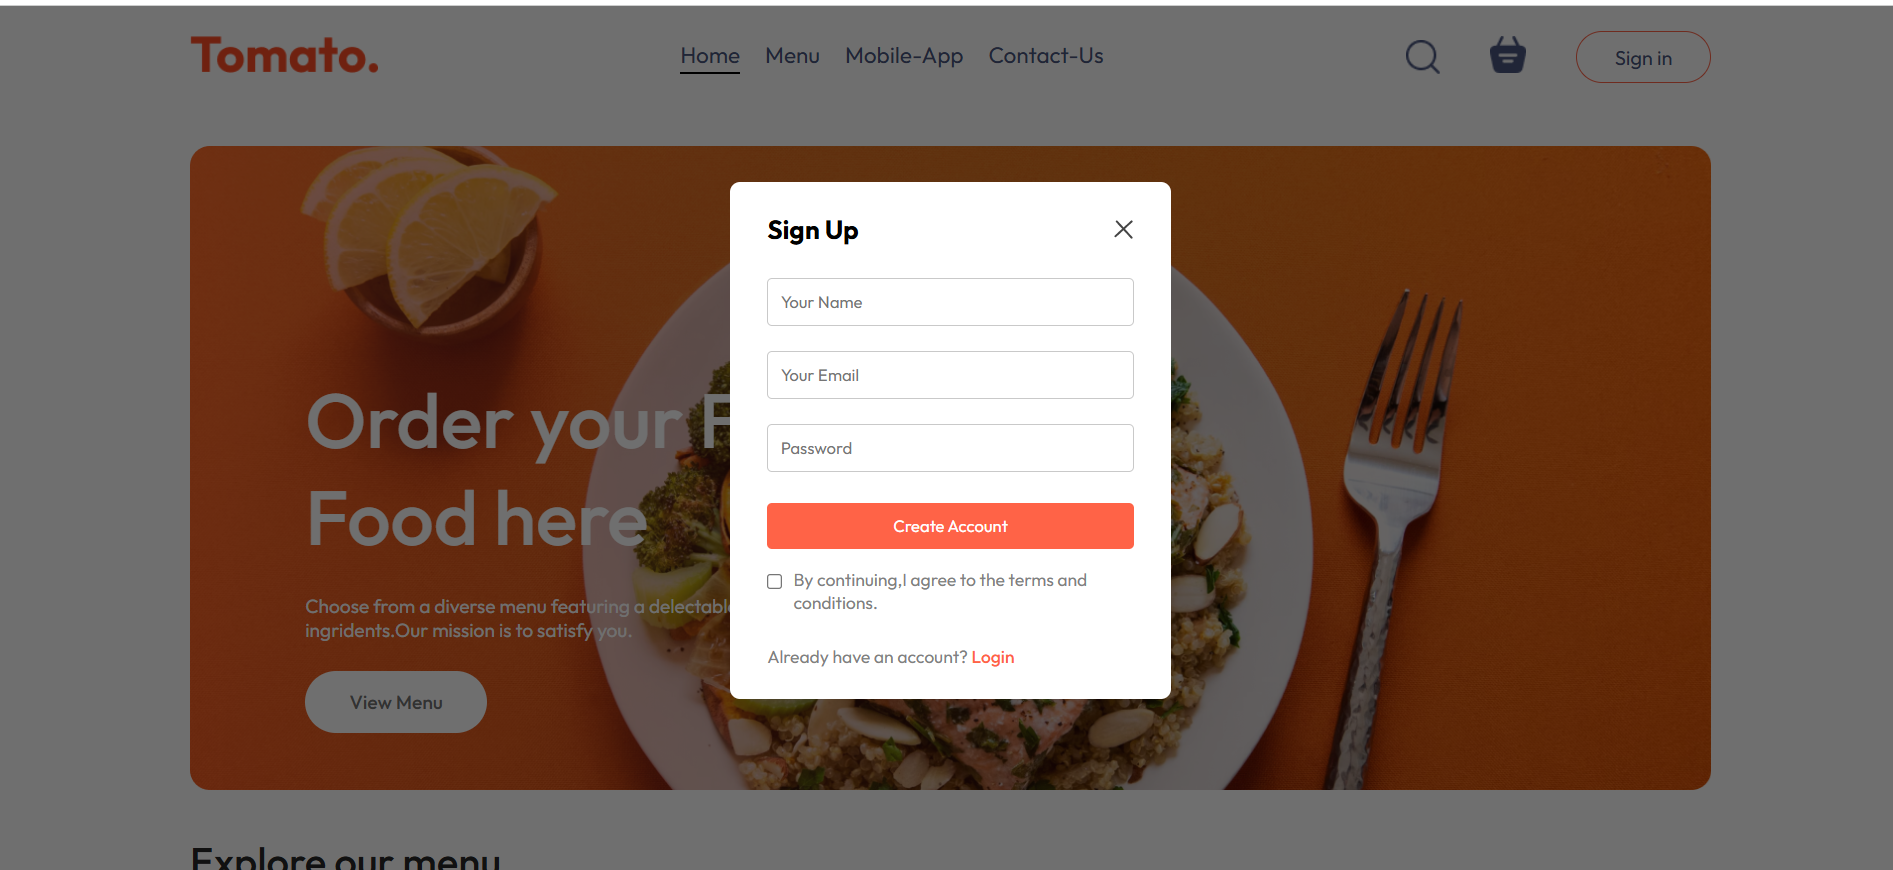 Tomato.
Home Menu Mobile-App Contact-Us
Sign in
Sign Up
Your Name
Your Email
Password
Create Account
By continuing,I agree to the terms and
conditions.
Already have an account? Login
Order your
Food here
Choose from a diverse menu featuring a
ingridents.Our mission is to satisfy you.
View Menu
Explore our menu